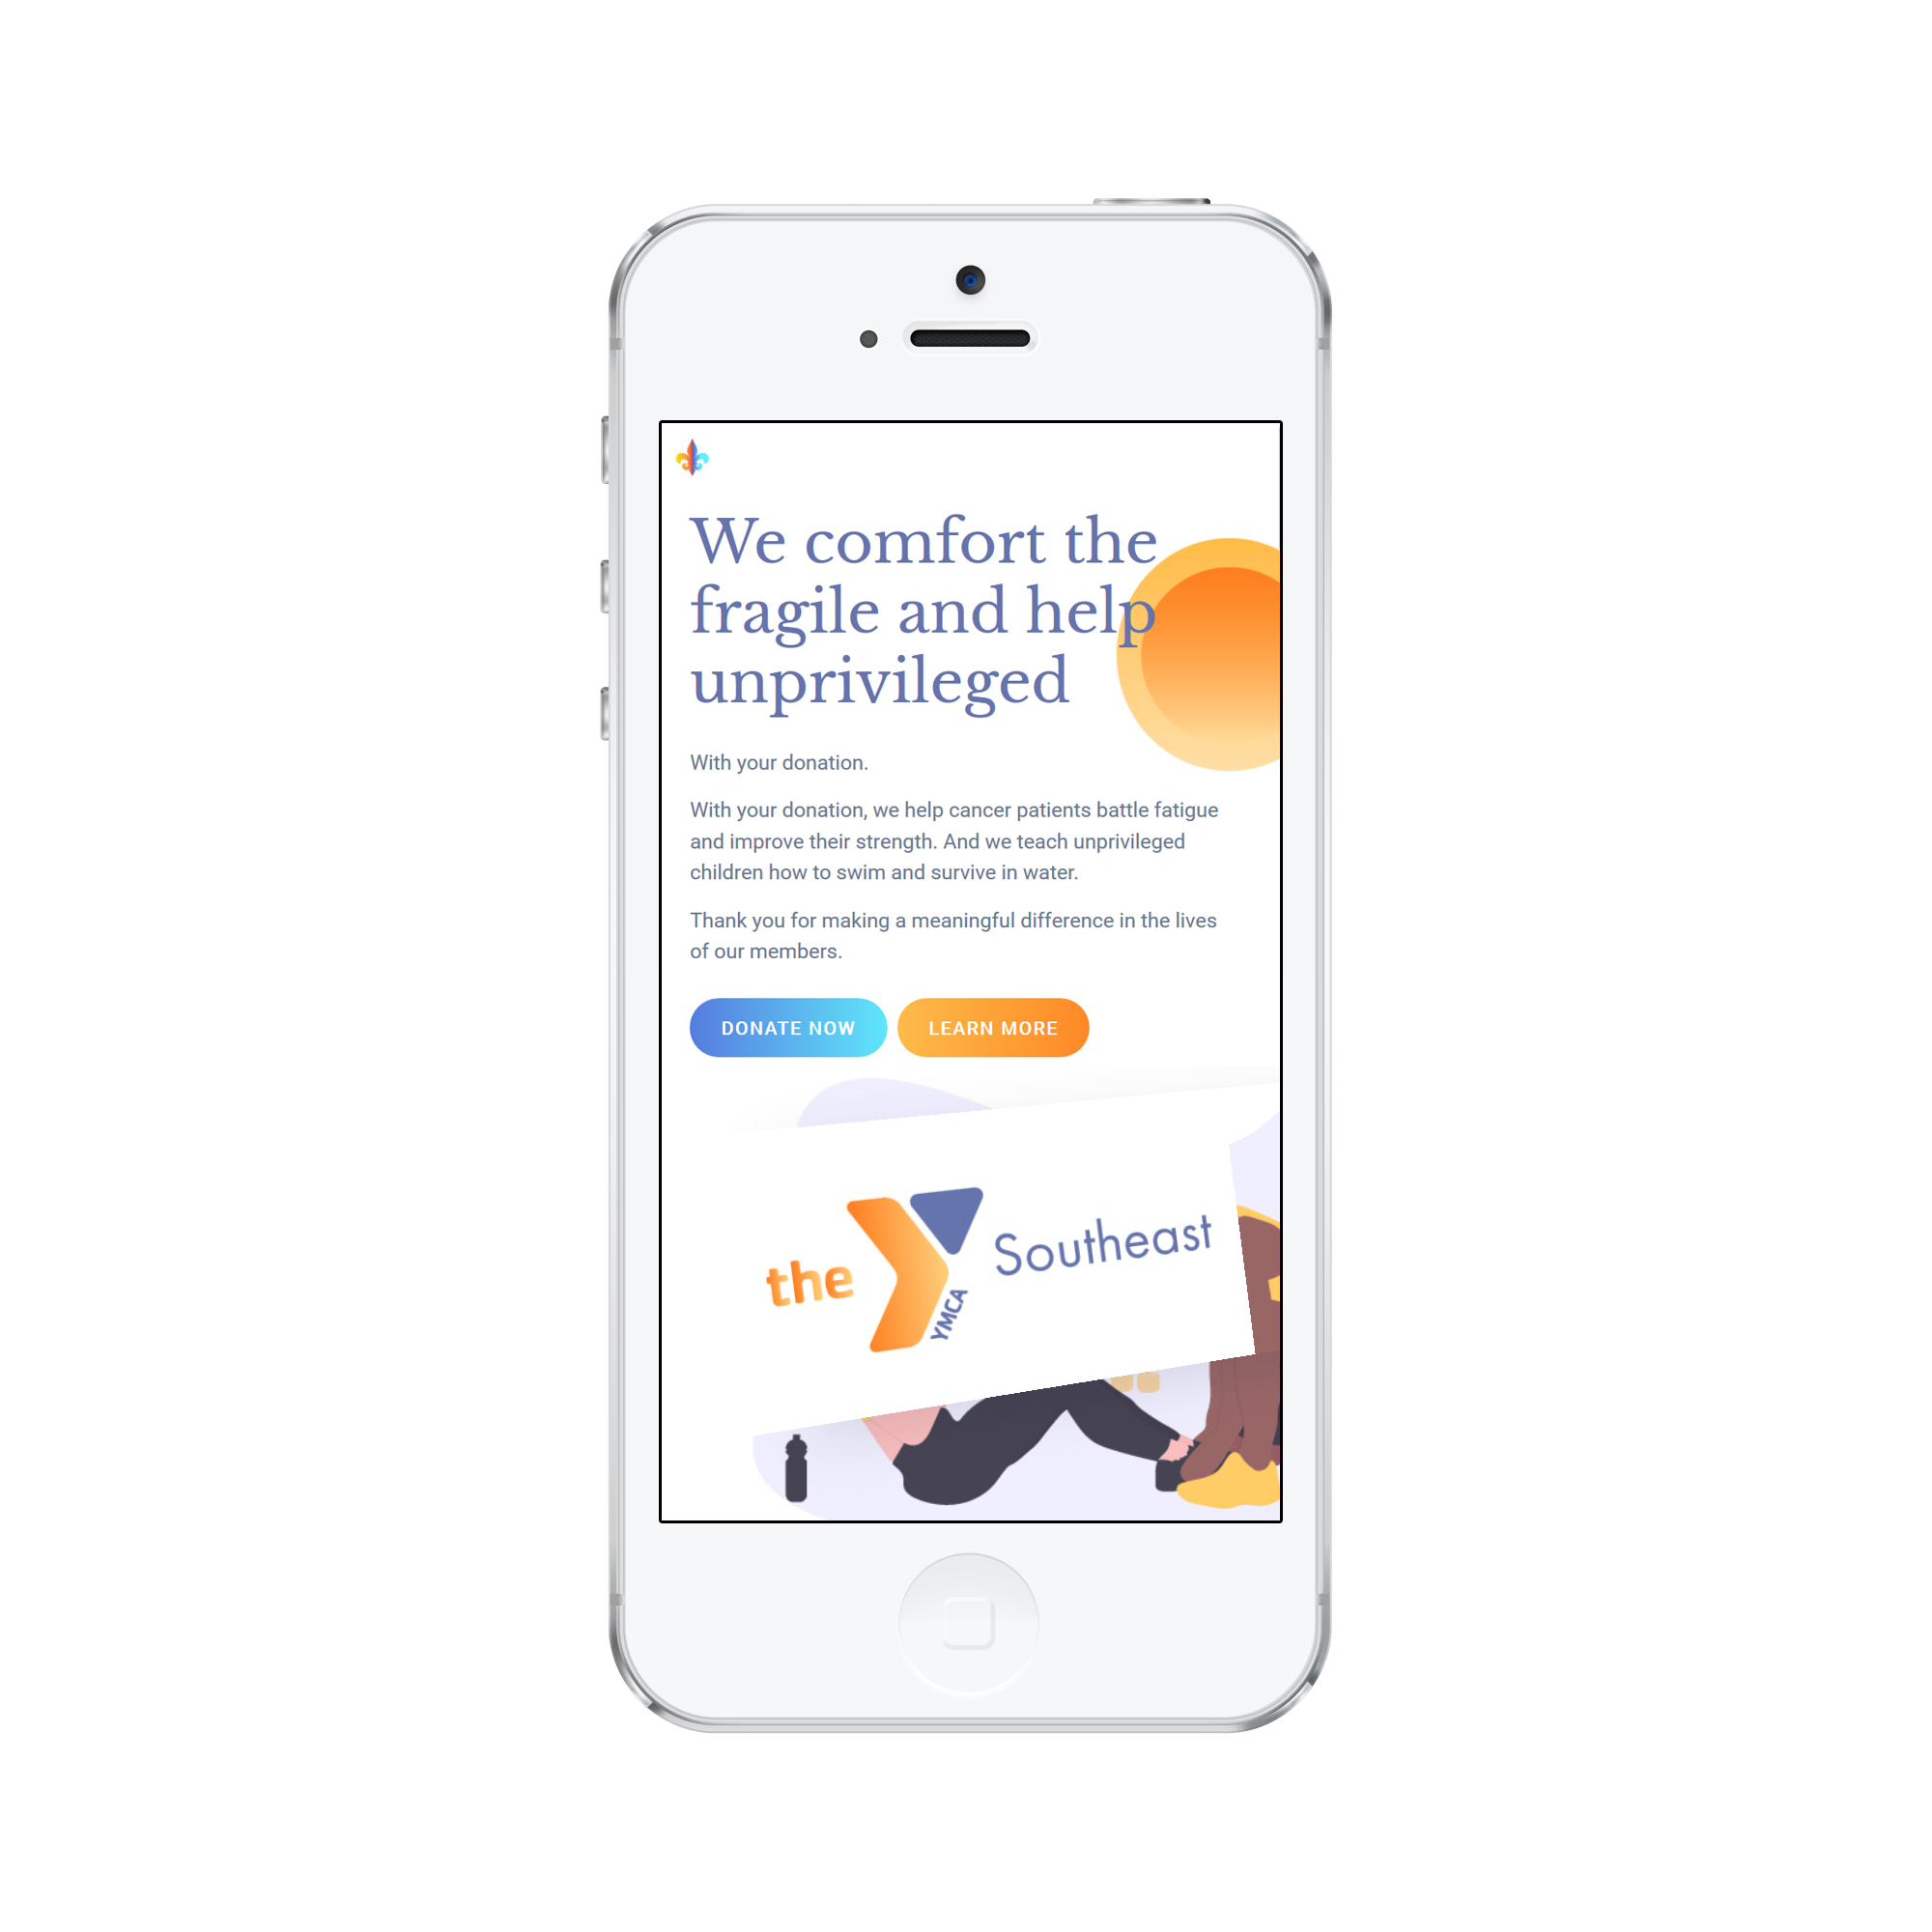 We comfort the
fragile and help
unprivileged
With your donation.
With your donation, we help cancer patients battle fatigue
and improve their strength. And we teach unprivileged
children how to swim and survive in water.
Thank you for making a meaningful difference in the lives
of our members.
DONATE NOW LEARN MORE
the YMCA Southeast